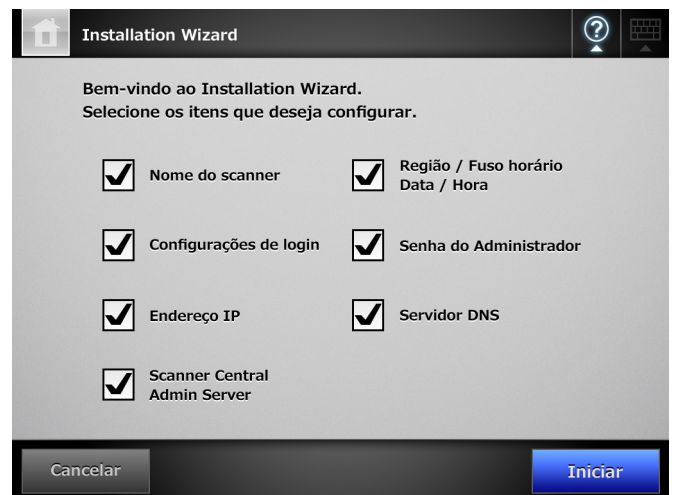 Installation Wizard
?
Bem-vindo ao Installation Wizard.
Selecione os itens que deseja configurar.
Nome do scanner
Região / Fuso horário
Data / Hora
Configurações de login
Senha do Administrador
Endereço IP
Servidor DNS
Scanner Central
Admin Server
Cancelar
Iniciar